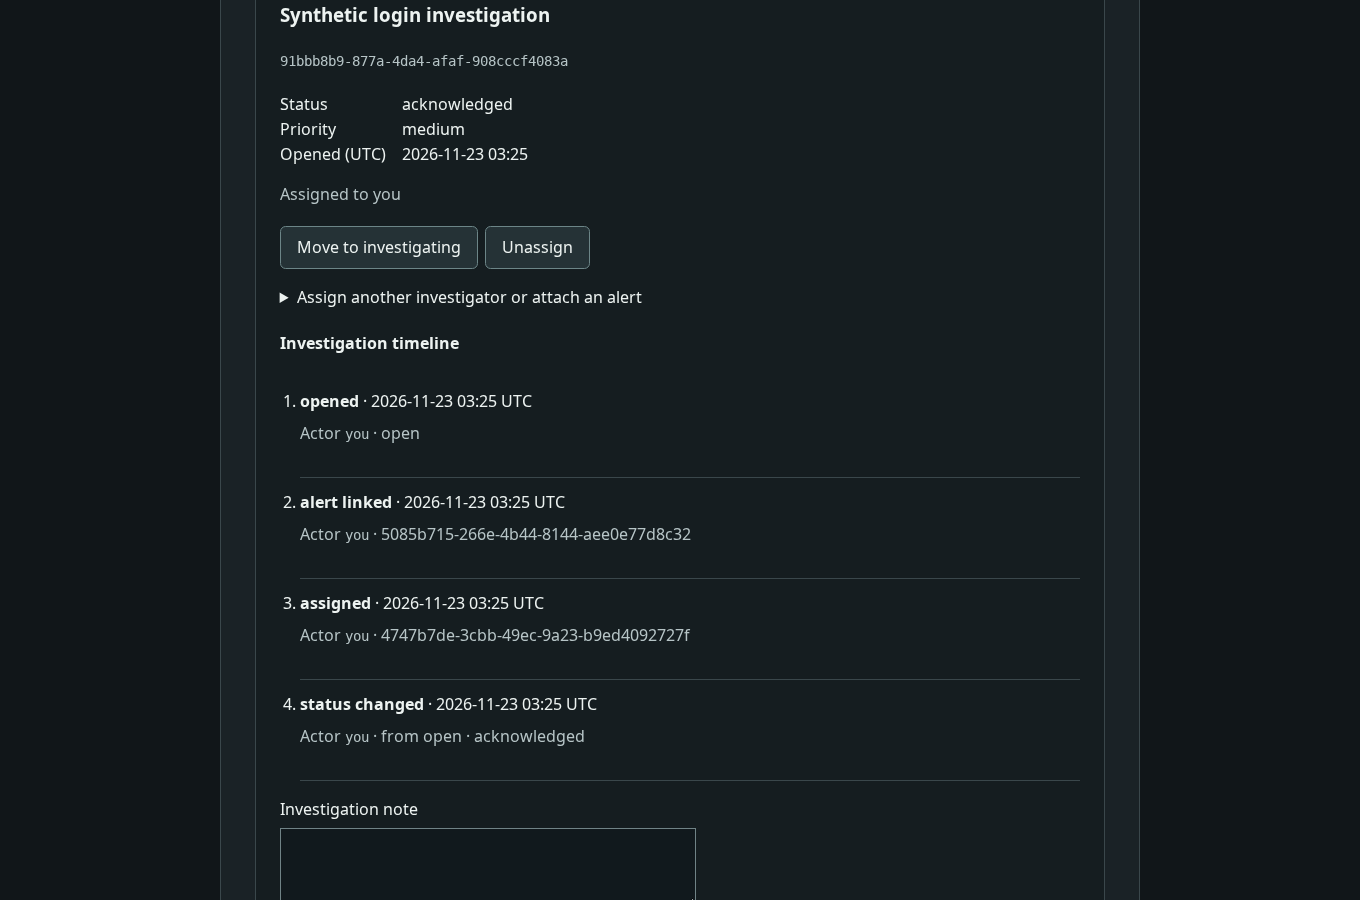 Synthetic login investigation
91bbb8b9-877a-4da4-afaf-908cccf4083a
Status acknowledged
Priority medium
Opened (UTC) 2026-11-23 03:25
Assigned to you
Move to investigating Unassign
Assign another investigator or attach an alert
Investigation timeline
1. opened · 2026-11-23 03:25 UTC
Actor you · open
2. alert linked · 2026-11-23 03:25 UTC
Actor you · 5085b715-266e-4b44-8144-aee0e77d8c32
3. assigned · 2026-11-23 03:25 UTC
Actor you · 4747b7de-3cbb-49ec-9a23-b9ed4092727f
4. status changed · 2026-11-23 03:25 UTC
Actor you · from open · acknowledged
Investigation note